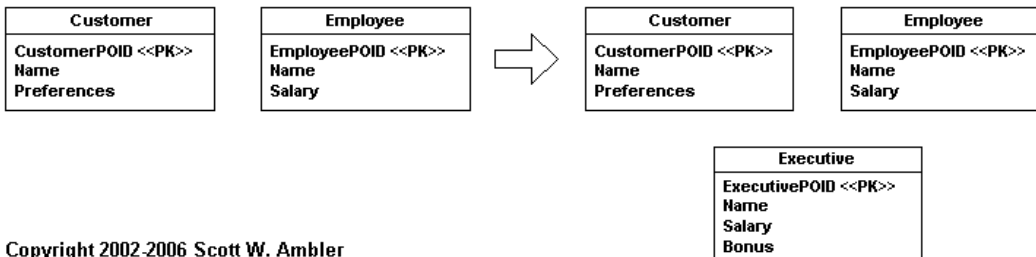 Customer
CustomerPOID <<PK>>
Name
Preferences
Employee
EmployeePOID <<PK>>
Name
Salary
Customer
CustomerPOID <<PK>>
Name
Preferences
Employee
EmployeePOID <<PK>>
Name
Salary
Executive
ExecutivePOID <<PK>>
Name
Salary
Bonus
Copyright 2002-2006 Scott W. Ambler